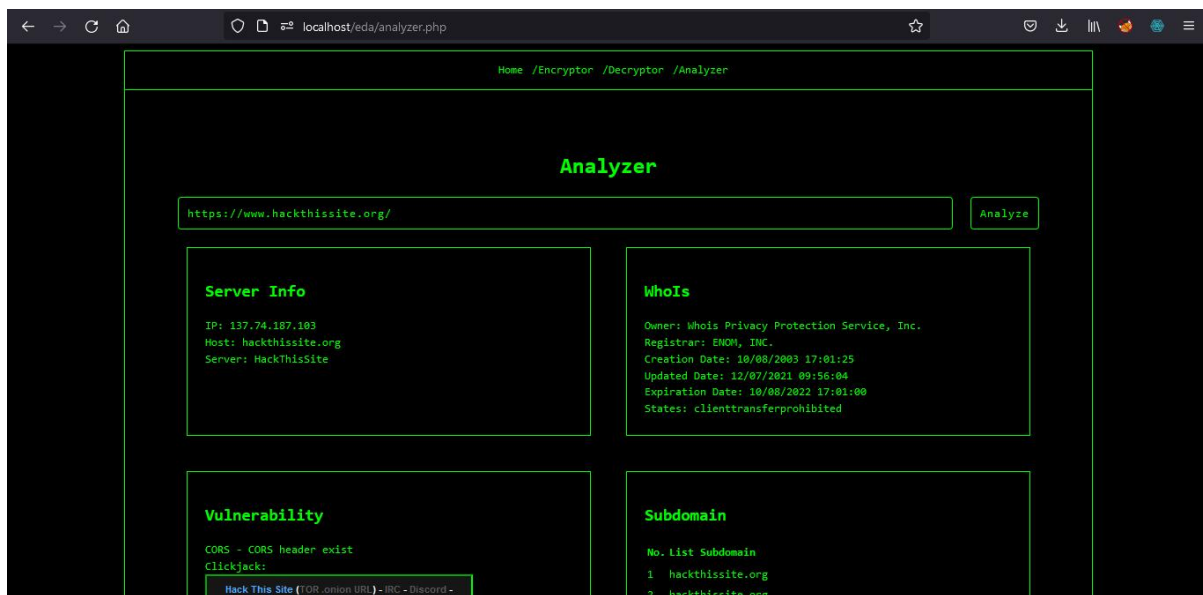 localhost/eda/analyzer.php
Home /Encryptor /Decryptor /Analyzer
Analyzer
https://www.hackthissite.org/
Analyze
Server Info
IP: 137.74.187.103
Host: hackthissite.org
Server: HackThisSite
WhoIs
Owner: Whois Privacy Protection Service, Inc.
Registrar: ENOM, INC.
Creation Date: 10/08/2003 17:01:25
Updated Date: 12/07/2021 09:56:04
Expiration Date: 10/08/2022 17:01:00
States: clienttransferprohibited
Vulnerability
CORS - CORS header exist
Clickjack:
Hack This Site (TOR .onion URL) - IRC - Discord -
Subdomain
No. List Subdomain
1 hackthissite.org
2 hackthissite.org